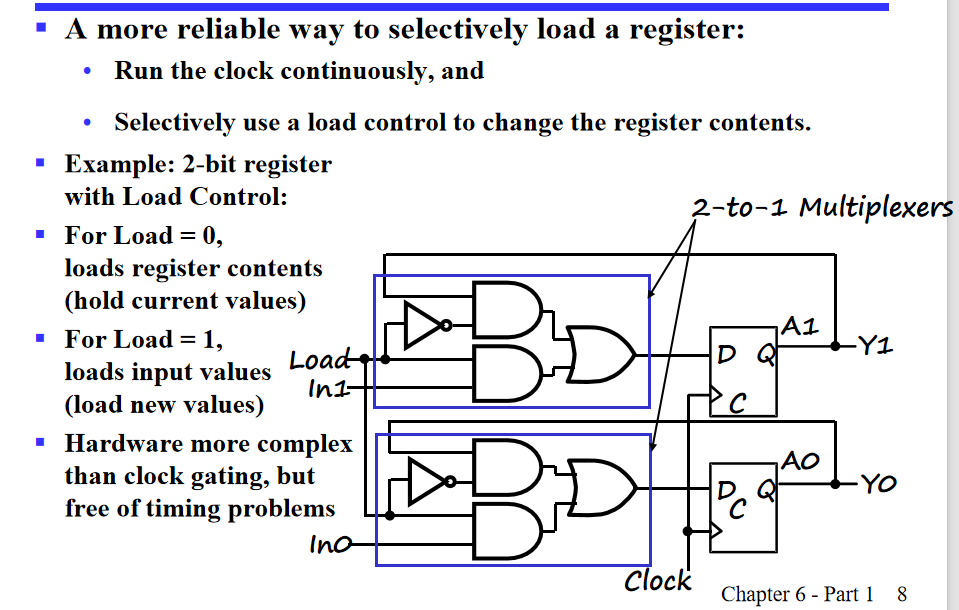 A more reliable way to selectively load a register:
Run the clock continuously, and
Selectively use a load control to change the register contents.
Example: 2-bit register
with Load Control:
For Load = 0,
loads register contents
(hold current values)
For Load = 1,
loads input values
(load new values)
Hardware more complex
than clock gating, but
free of timing problems
2-to-1 Multiplexers
Load
In1
A1
D Q
C
Y1
In0
A0
D Q
C
Y0
Clock
Chapter 6 - Part 1 8